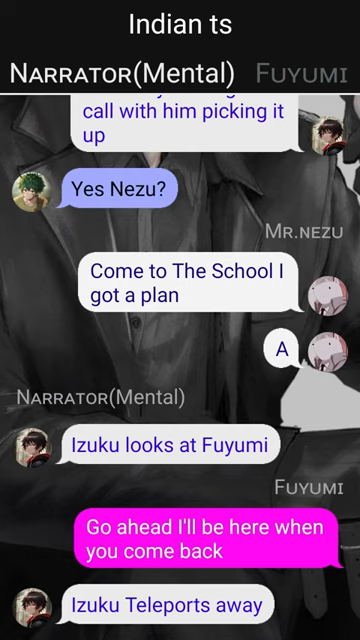 Indian ts
Narrator(Mental) Fuyumi
call with him picking it
up
Yes Nezu?
Mr.nezu
Come to The School I
got a plan
A
Narrator(Mental)
Izuku looks at Fuyumi
Fuyumi
Go ahead I'll be here when
you come back
Izuku Teleports away